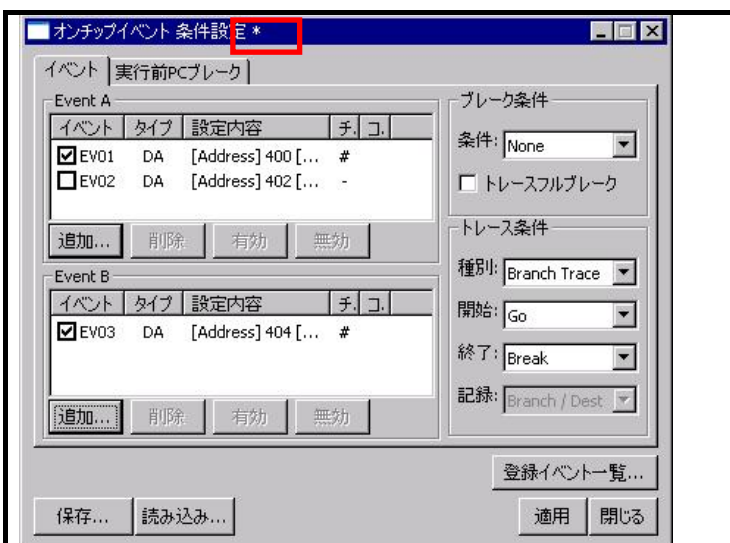 オンチップイベント 条件設定 *
イベント 実行前PCブレーク
Event A
イベント タイプ 設定内容 チ. コ.
EV01 DA [Address] 400 [... #
EV02 DA [Address] 402 [... -
追加... 削除 有効 無効
Event B
イベント タイプ 設定内容 チ. コ.
EV03 DA [Address] 404 [... #
追加... 削除 有効 無効
ブレーク条件
条件: None
トレースフルブレーク
トレース条件
種別: Branch Trace
開始: Go
終了: Break
記録: Branch / Dest
登録イベント一覧...
保存... 読み込み... 適用 閉じる